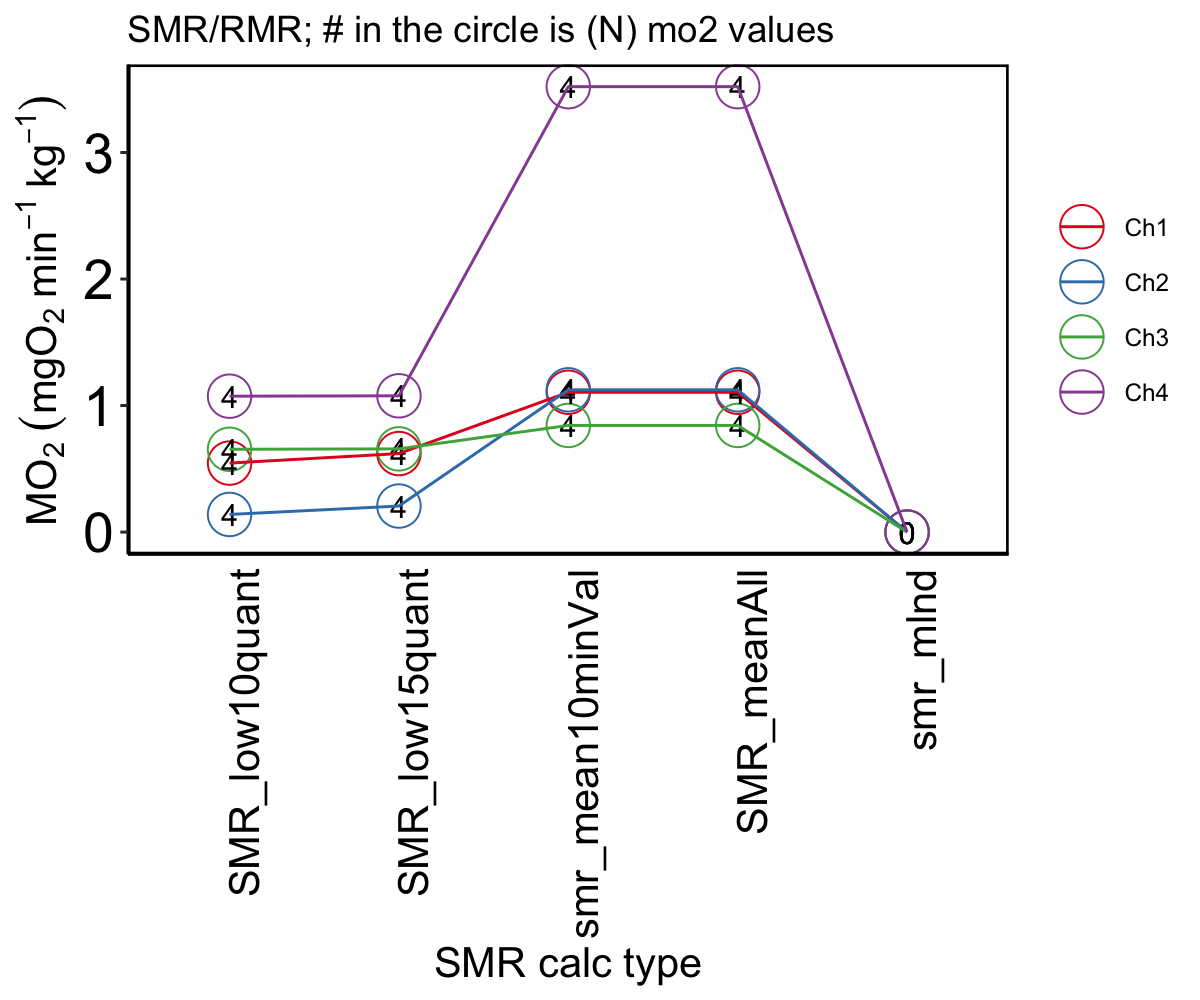 SMR/RMR; # in the circle is (N) mo2 values
MO₂ (mgO₂ min⁻¹ kg⁻¹)
3
2
1
0
4 4
4 4
4 4
4 4
4 4
4 4
4 4
4 4
0
Ch1
Ch2
Ch3
Ch4
SMR_low10quant
SMR_low15quant
smr_mean10minVal
SMR_meanAll
smr_mlnd
SMR calc type